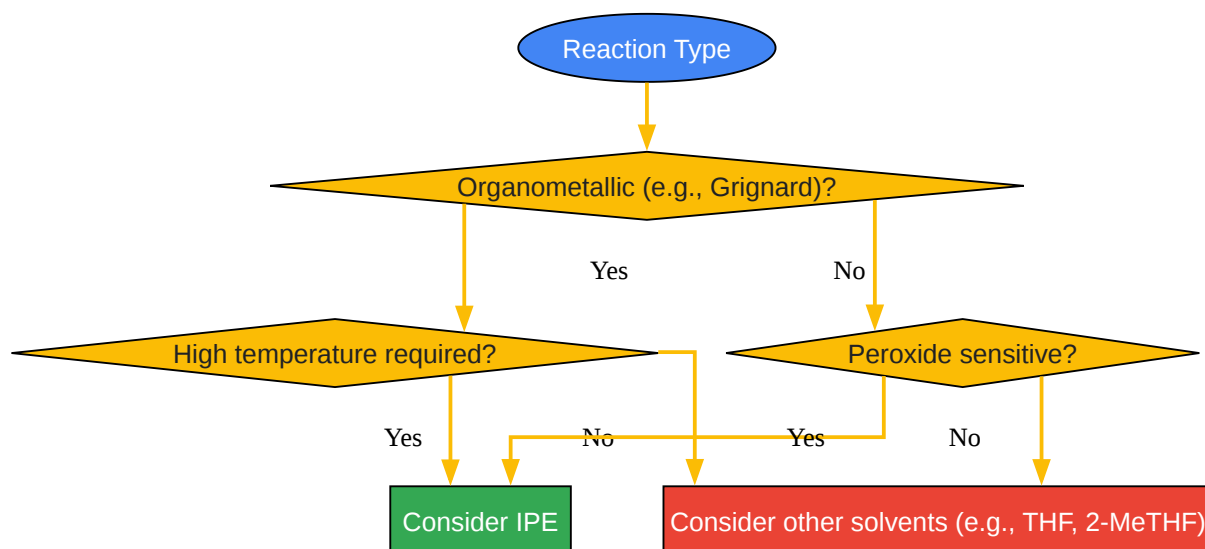 Reaction Type
Organometallic (e.g., Grignard)?
Yes
No
High temperature required?
Peroxide sensitive?
Yes
No
Yes
No
Consider IPE
Consider other solvents (e.g., THF, 2-MeTHF)